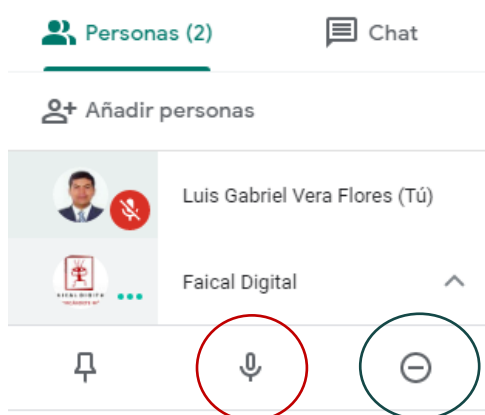 Personas (2)
Chat
Añadir personas
Luis Gabriel Vera Flores (Tú)
Faical Digital